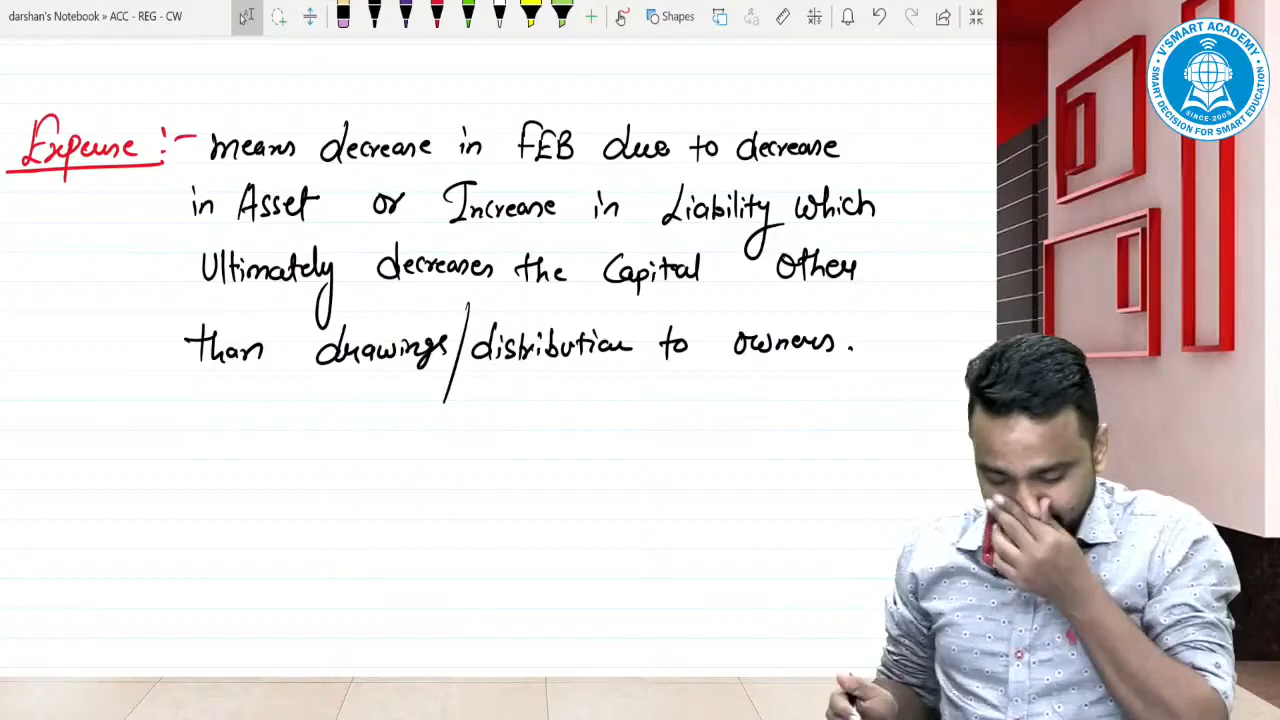 darshan's Notebook » ACC - REG - CW
Shapes
V'SMART ACADEMY
SMART DECISION FOR SMART EDUCATION
SINCE-2005
Expense :- means decrease in FEB due to decrease
in Asset or Increase in Liability which
Ultimately decreases the Capital other
than drawings/distribution to owners.